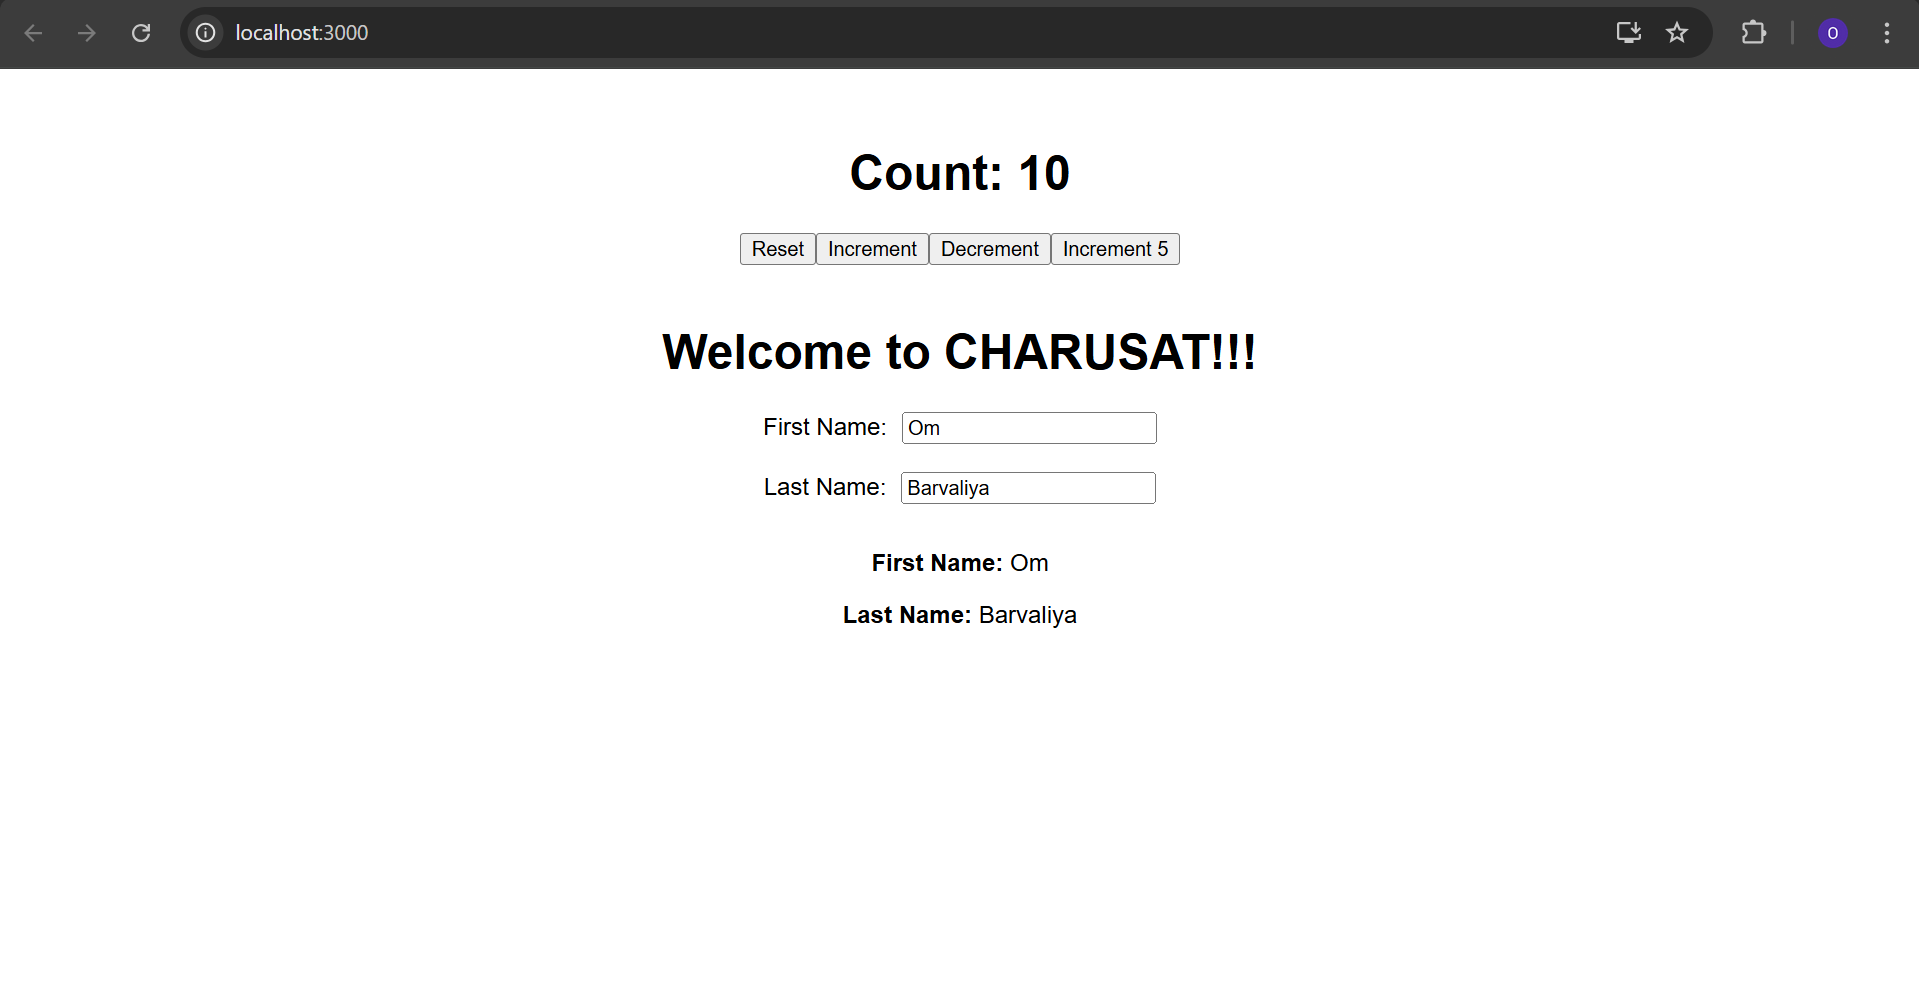 localhost:3000
O
Count: 10
Reset Increment Decrement Increment 5
Welcome to CHARUSAT!!!
First Name: Om
Last Name: Barvaliya
First Name: Om
Last Name: Barvaliya